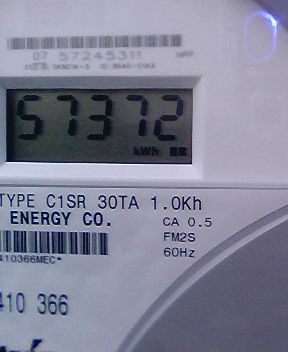 07 57245311
57372
kWh
TYPE C1SR 30TA 1.0Kh
ENERGY CO.
CA 0.5
FM2S
60Hz
410366MEC*
410 366